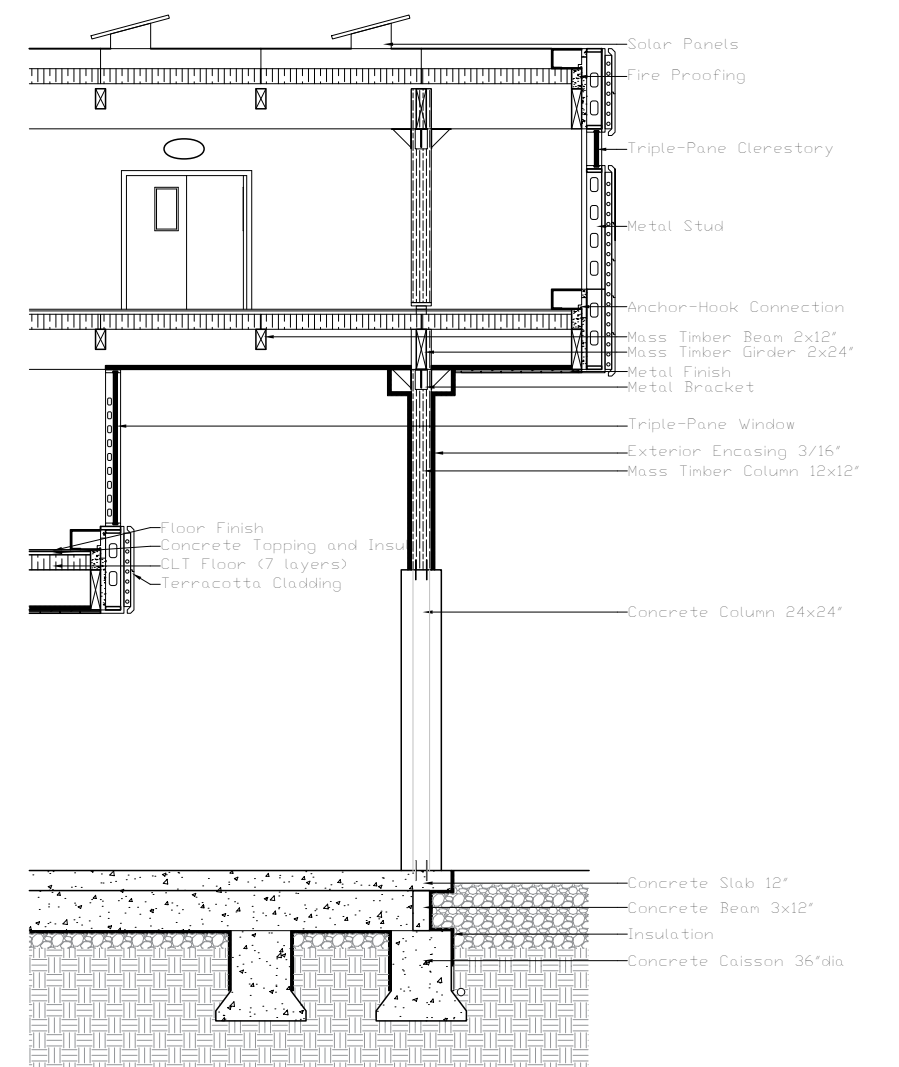 Solar Panels
Fire Proofing
Triple-Pane Clerestory
Metal Stud
Anchor-Hook Connection
Mass Timber Beam 2x12"
Mass Timber Girder 2x24"
Metal Finish
Metal Bracket
Triple-Pane Window
Exterior Encasing 3/16"
Mass Timber Column 12x12"
Floor Finish
Concrete Topping and Insu
CLT Floor (7 layers)
Terracotta Cladding
Concrete Column 24x24"
Concrete Slab 12"
Concrete Beam 3x12"
Insulation
Concrete Caisson 36"dia